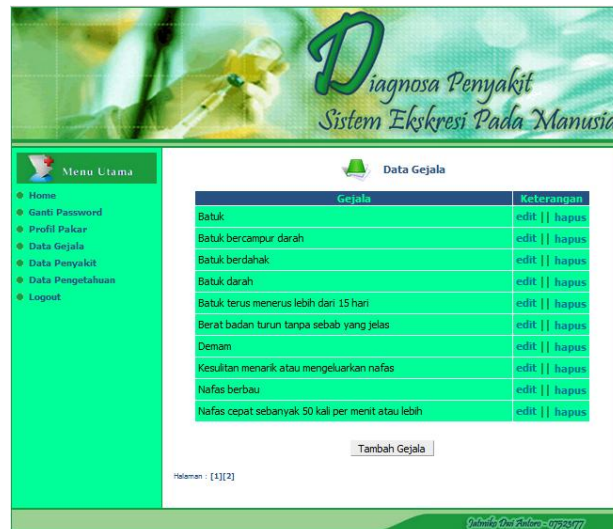 Diagnosa Penyakit
Sistem Ekskresi Pada Manusia
Menu Utama
Home
Ganti Password
Profil Pakar
Data Gejala
Data Penyakit
Data Pengetahuan
Logout
Data Gejala
Gejala Keterangan
Batuk edit || hapus
Batuk bercampur darah edit || hapus
Batuk berdahak edit || hapus
Batuk darah edit || hapus
Batuk terus menerus lebih dari 15 hari edit || hapus
Berat badan turun tanpa sebab yang jelas edit || hapus
Demam edit || hapus
Kesulitan menarik atau mengeluarkan nafas edit || hapus
Nafas berbau edit || hapus
Nafas cepat sebanyak 50 kali per menit atau lebih edit || hapus
Tambah Gejala
Halaman : [1][2]
Jatmiko Dwi Antoro - 07523177